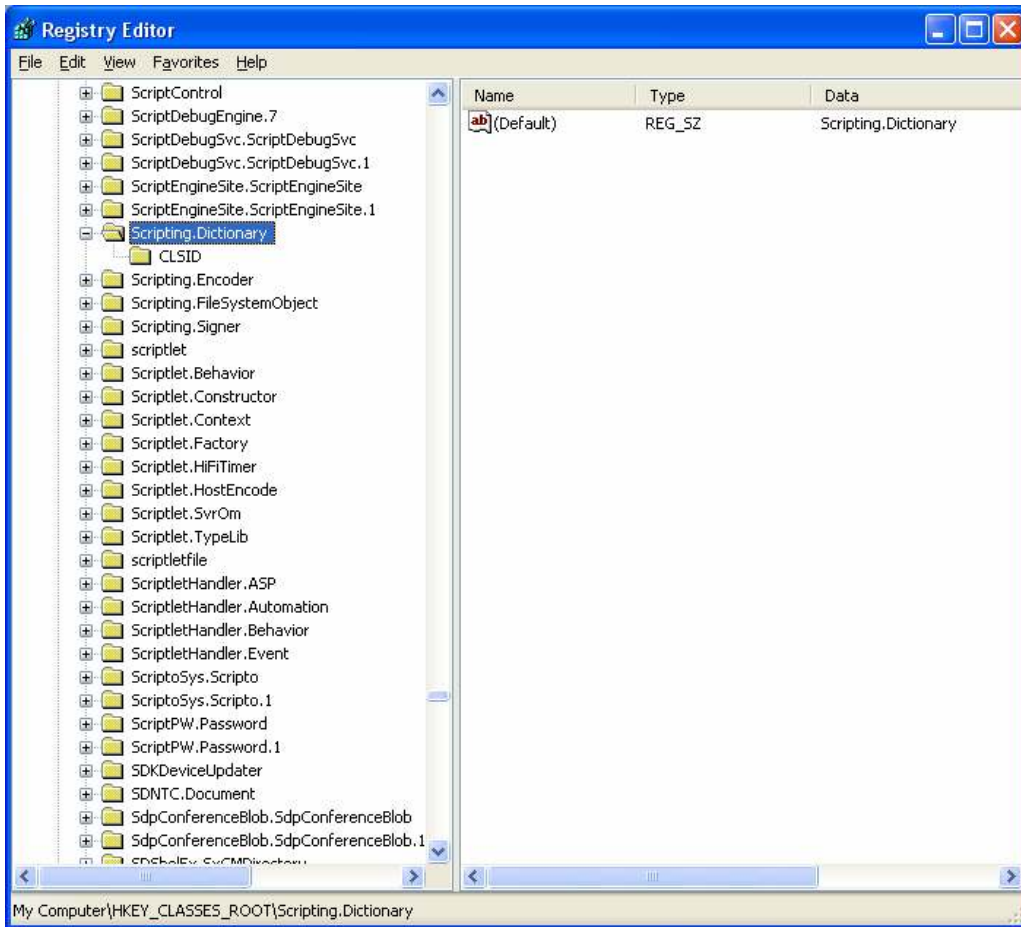 Registry Editor
File Edit View Favorites Help
ScriptControl
ScriptDebugEngine.7
ScriptDebugSvc.ScriptDebugSvc
ScriptDebugSvc.ScriptDebugSvc.1
ScriptEngineSite.ScriptEngineSite
ScriptEngineSite.ScriptEngineSite.1
Scripting.Dictionary
CLSID
Scripting.Encoder
Scripting.FileSystemObject
Scripting.Signer
scriptlet
Scriptlet.Behavior
Scriptlet.Constructor
Scriptlet.Context
Scriptlet.Factory
Scriptlet.HiFiTimer
Scriptlet.HostEncode
Scriptlet.SvrOm
Scriptlet.TypeLib
scriptletfile
ScriptletHandler.ASP
ScriptletHandler.Automation
ScriptletHandler.Behavior
ScriptletHandler.Event
ScriptoSys.Scripto
ScriptoSys.Scripto.1
ScriptPW.Password
ScriptPW.Password.1
SDKDeviceUpdater
SDNTC.Document
SdpConferenceBlob.SdpConferenceBlob
SdpConferenceBlob.SdpConferenceBlob.1
Name Type Data
ab (Default) REG_SZ Scripting.Dictionary
My Computer\HKEY_CLASSES_ROOT\Scripting.Dictionary